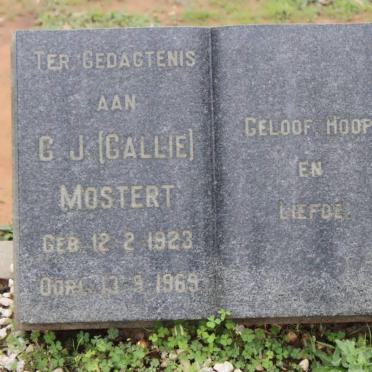 TER GEDAGTENIS
AAN
C. J. (CALLIE)
MOSTERT
GEB. 12-2-1923
OORL. 13-9-1969
GELOOF, HOOP
EN
LIEFDE.